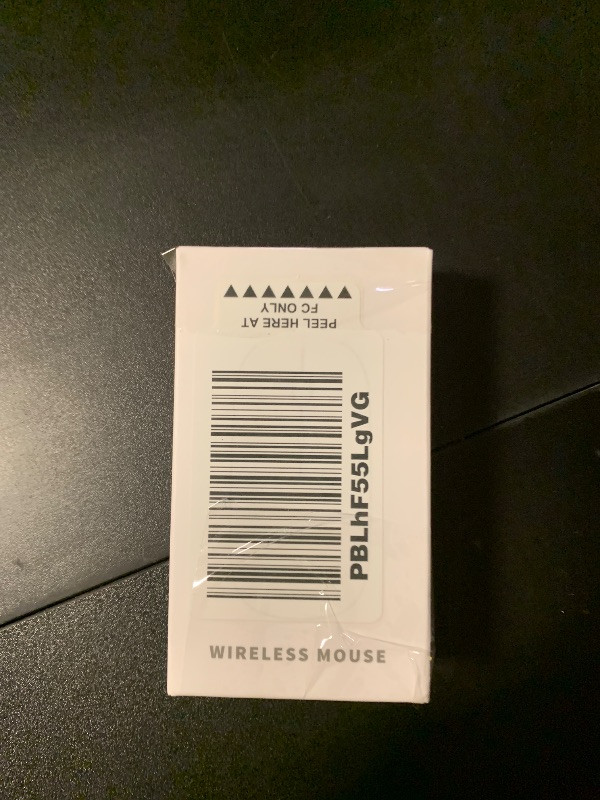 PEEL HERE AT
FC ONLY
PBLhF55LgVG
WIRELESS MOUSE